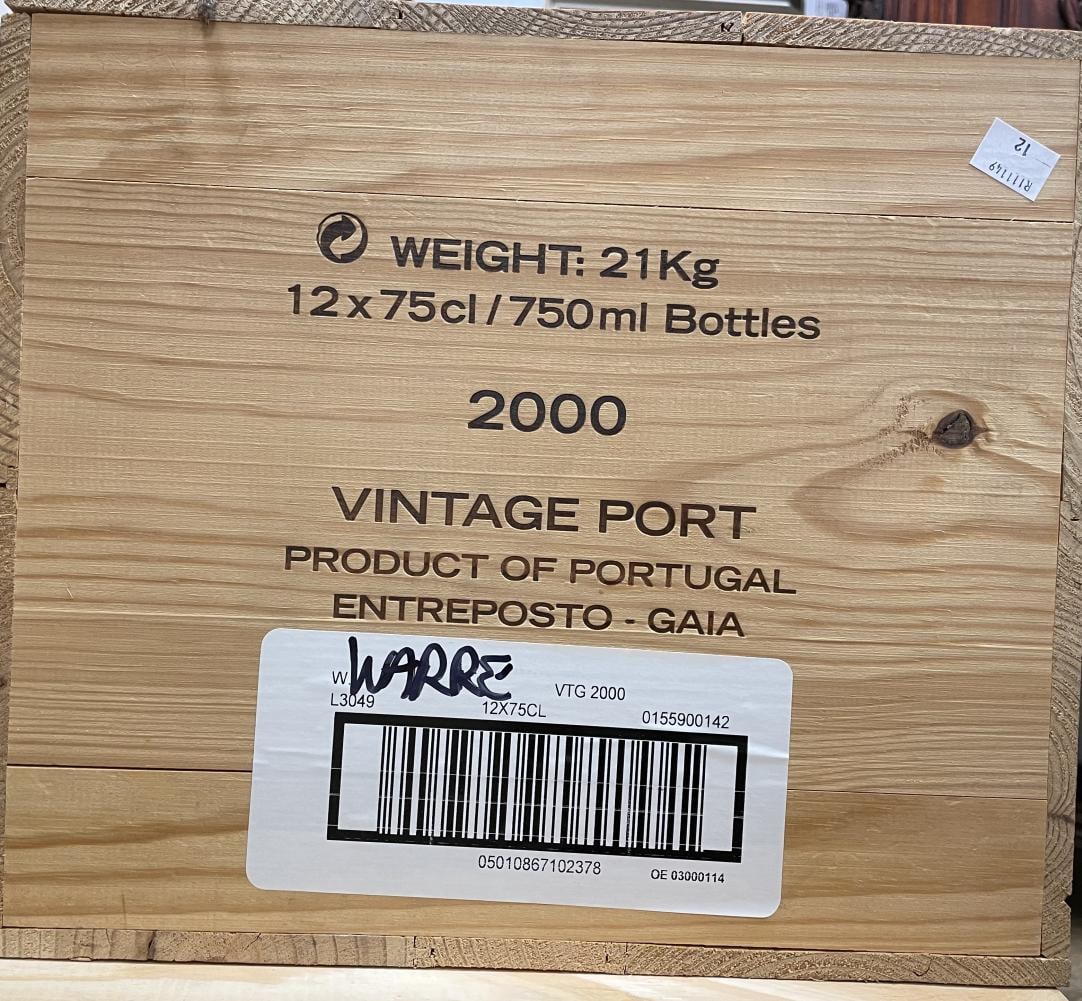 R1111149
12
WEIGHT: 21Kg
12x75cl/750ml Bottles
2000
VINTAGE PORT
PRODUCT OF PORTUGAL
ENTREPOSTO - GAIA
W WARRE VTG 2000
L3049 12X75CL 0155900142
05010867102378 OE 03000114